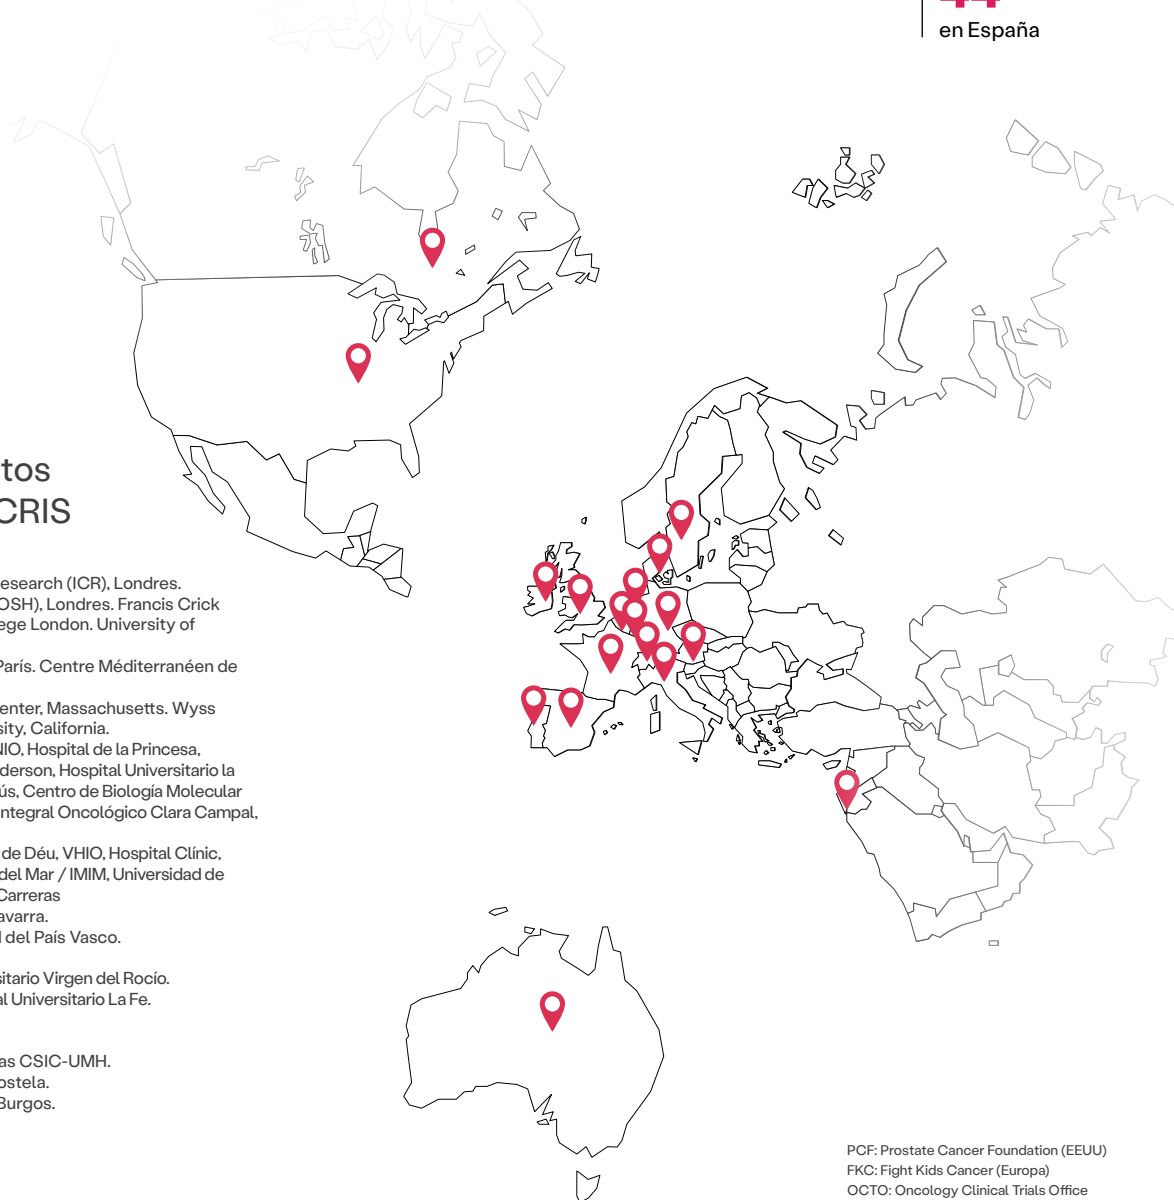 44
en España
tos
CRIS
esearch (ICR), Londres.
OSH), Londres. Francis Crick
ege London. University of
París. Centre Méditerranéen de
enter, Massachusetts. Wyss
sity, California.
NIO, Hospital de la Princesa,
derson, Hospital Universitario la
ús, Centro de Biología Molecular
Integral Oncológico Clara Campal,
de Déu, VHIO, Hospital Clínic,
del Mar / IMIM, Universidad de
Carreras
avarra.
d del País Vasco.
sitario Virgen del Rocío.
al Universitario La Fe.
as CSIC-UMH.
ostela.
Burgos.
PCF: Prostate Cancer Foundation (EEUU)
FKC: Fight Kids Cancer (Europa)
OCTO: Oncology Clinical Trials Office